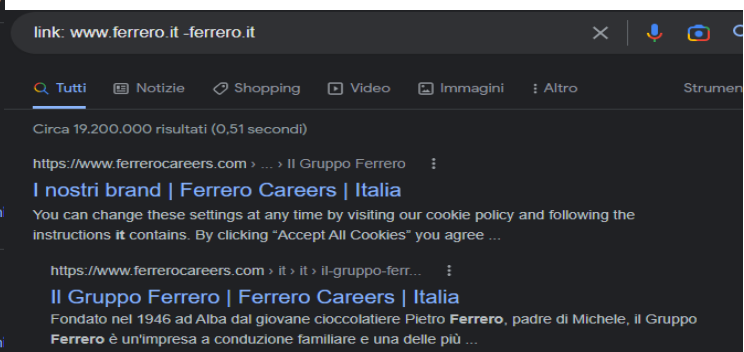 link: www.ferrero.it -ferrero.it
Tutti Notizie Shopping Video Immagini Altro Strumen
Circa 19.200.000 risultati (0,51 secondi)
https://www.ferrerocareers.com › ... › Il Gruppo Ferrero
I nostri brand | Ferrero Careers | Italia
You can change these settings at any time by visiting our cookie policy and following the
instructions it contains. By clicking “Accept All Cookies” you agree ...
https://www.ferrerocareers.com › it › it › il-gruppo-ferr...
Il Gruppo Ferrero | Ferrero Careers | Italia
Fondato nel 1946 ad Alba dal giovane cioccolatiere Pietro Ferrero, padre di Michele, il Gruppo
Ferrero è un'impresa a conduzione familiare e una delle più ...